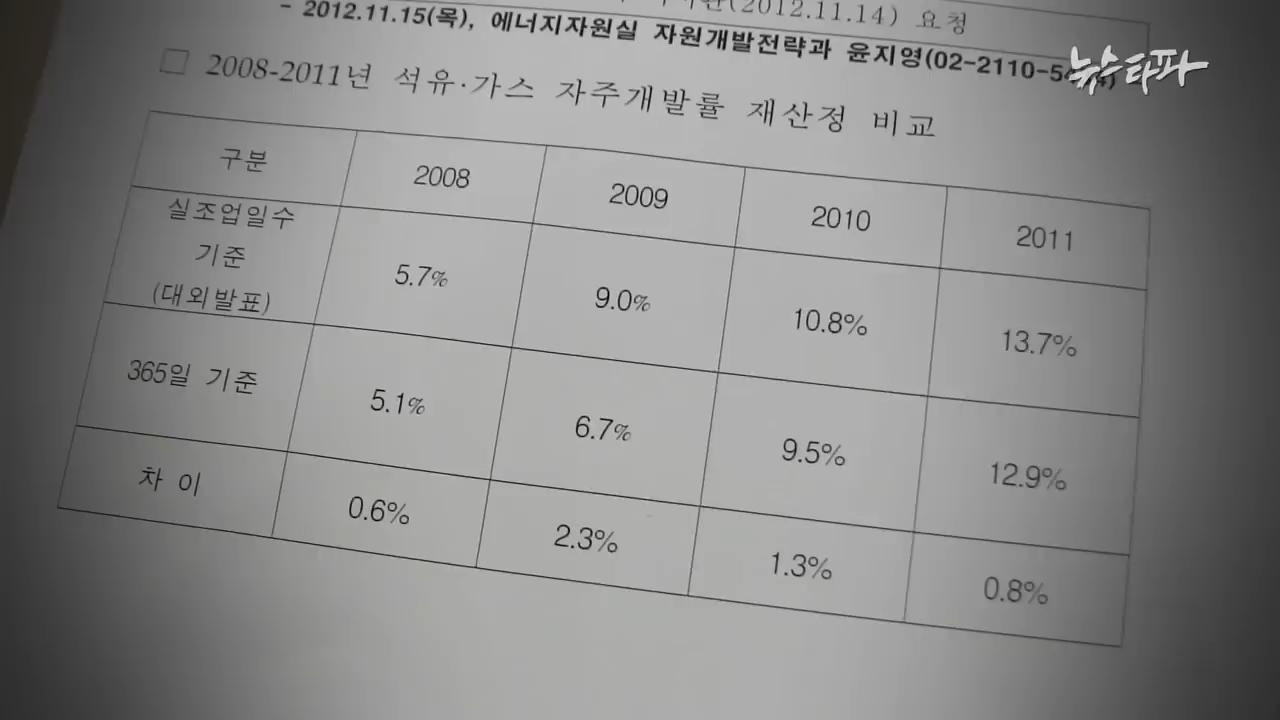 (2012.11.14) 요청
- 2012.11.15(목), 에너지자원실 자원개발전략과 윤지영(02-2110-5
뉴스타파
□ 2008-2011년 석유·가스 자주개발률 재산정 비교
구분 2008 2009 2010 2011
실조업일수
기준
(대외발표) 5.7% 9.0% 10.8% 13.7%
365일 기준 5.1% 6.7% 9.5% 12.9%
차 이 0.6% 2.3% 1.3% 0.8%